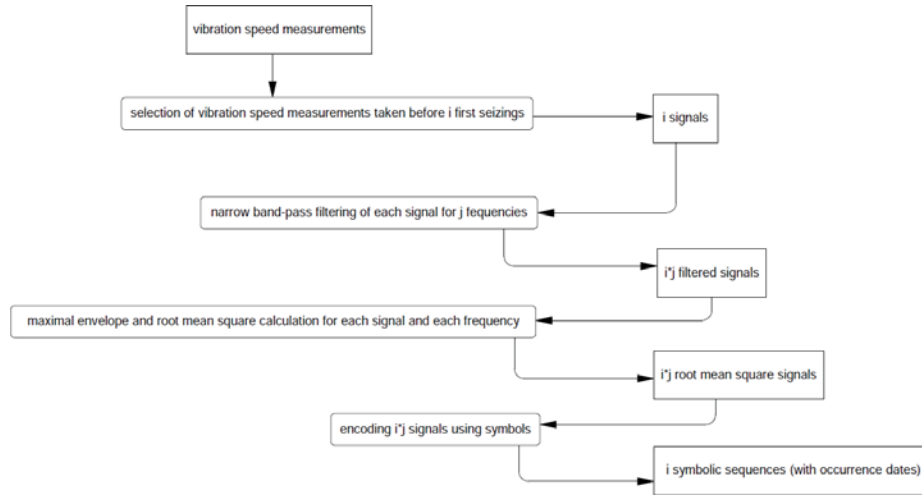 vibration speed measurements
selection of vibration speed measurements taken before i first seizings
i signals
narrow band-pass filtering of each signal for j fequencies
i*j filtered signals
maximal envelope and root mean square calculation for each signal and each frequency
i*j root mean square signals
encoding i*j signals using symbols
i symbolic sequences (with occurrence dates)